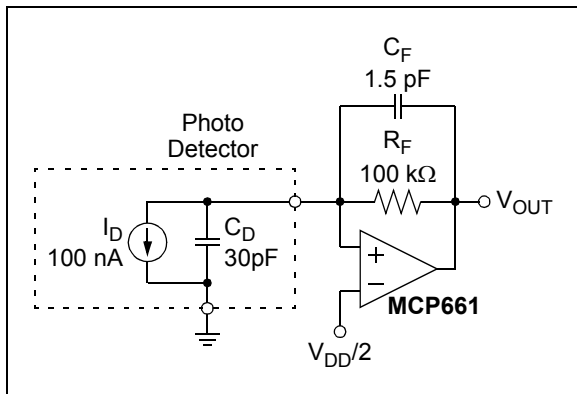 C_F
1.5 pF
Photo
Detector
R_F
100 kΩ
V_OUT
I_D
100 nA
C_D
30pF
+
−
MCP661
V_DD/2